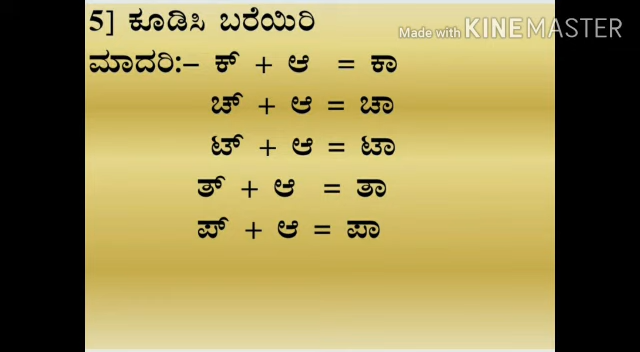 5] ಕೂಡಿಸಿ ಬರೆಯಿರಿ
Made with KINEMASTER
ಮಾದರಿ:– ಕ್ + ಆ = ಕಾ
ಚ್ + ಆ = ಚಾ
ಟ್ + ಆ = ಟಾ
ತ್ + ಆ = ತಾ
ಪ್ + ಆ = ಪಾ